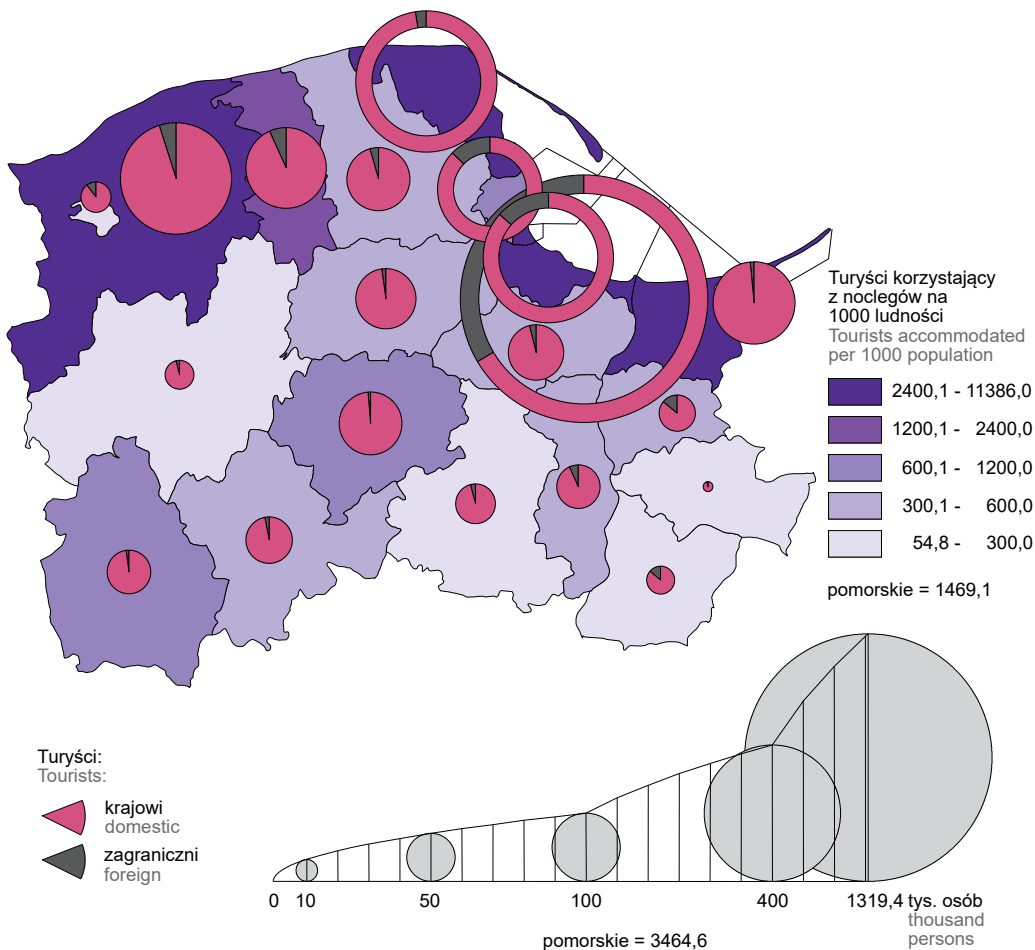 Turyści korzystający
z noclegów na
1000 ludności
Tourists accommodated
per 1000 population
2400,1 - 11386,0
1200,1 - 2400,0
600,1 - 1200,0
300,1 - 600,0
54,8 - 300,0
pomorskie = 1469,1
Turyści:
Tourists:
krajowi
domestic
zagraniczni
foreign
0 10 50 100 400 1319,4 tys. osób
thousand
persons
pomorskie = 3464,6